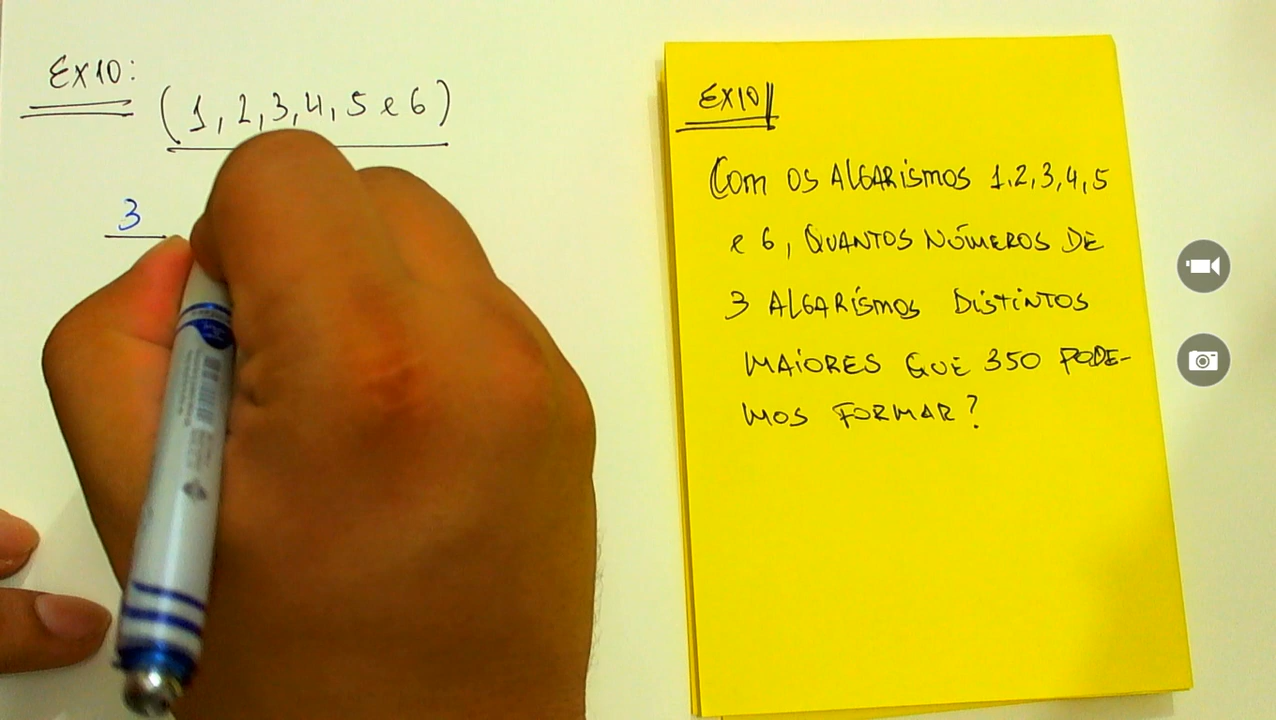 EX10:
(1, 2, 3, 4, 5 e 6)
3
EX10
COM OS ALGARISMOS 1, 2, 3, 4, 5
e 6, QUANTOS NÚMEROS DE
3 ALGARISMOS DISTINTOS
MAIORES QUE 350 PODE-
MOS FORMAR?